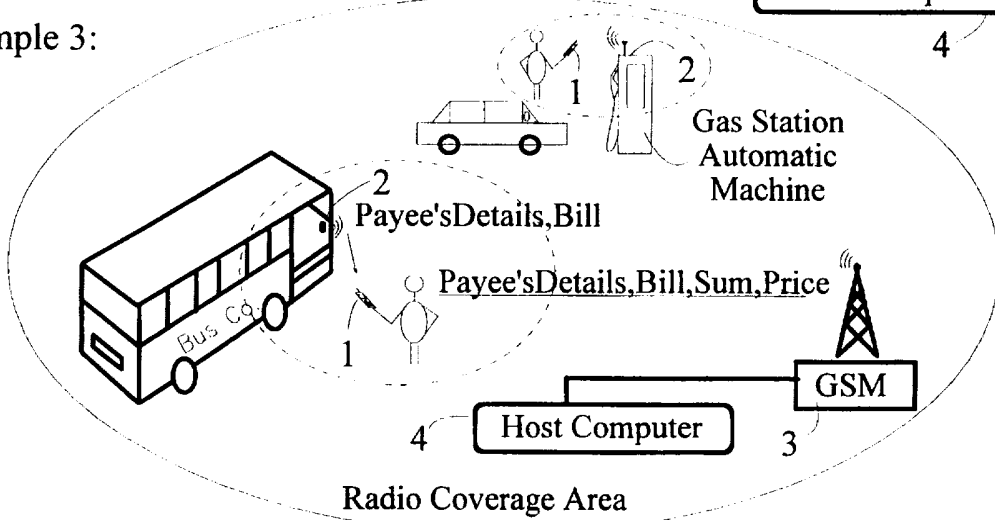 mple 3:
4
1
2
Gas Station
Automatic
Machine
2
Payee'sDetails,Bill
Payee'sDetails,Bill,Sum,Price
Bus Co.
1
GSM
4
Host Computer
3
Radio Coverage Area